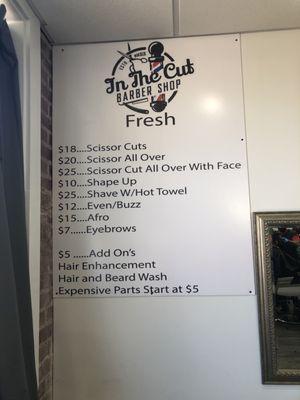 In The Cut
BARBER SHOP
Fresh
$18....Scissor Cuts
$20....Scissor All Over
$25....Scissor Cut All Over With Face
$10....Shape Up
$25....Shave W/Hot Towel
$12....Even/Buzz
$15....Afro
$7......Eyebrows
$5 ......Add On's
Hair Enhancement
Hair and Beard Wash
Expensive Parts Start at $5